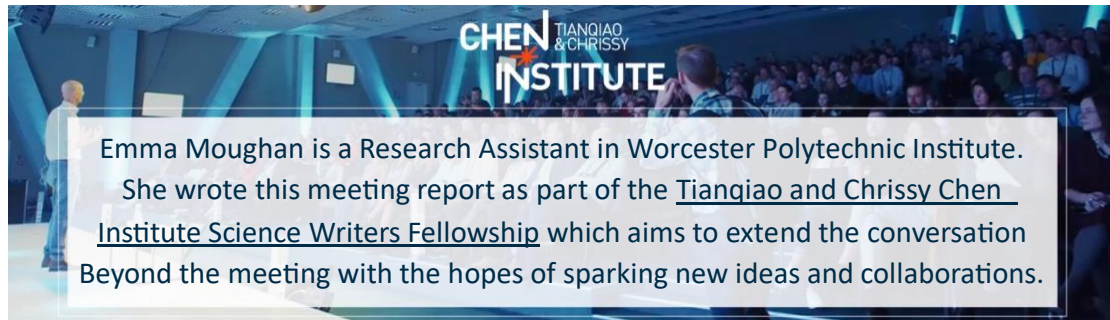 CHEN TIANQIAO
& CHRISSY
INSTITUTE
Emma Moughan is a Research Assistant in Worcester Polytechnic Institute.
She wrote this meeting report as part of the Tianqiao and Chrissy Chen
Institute Science Writers Fellowship which aims to extend the conversation
Beyond the meeting with the hopes of sparking new ideas and collaborations.